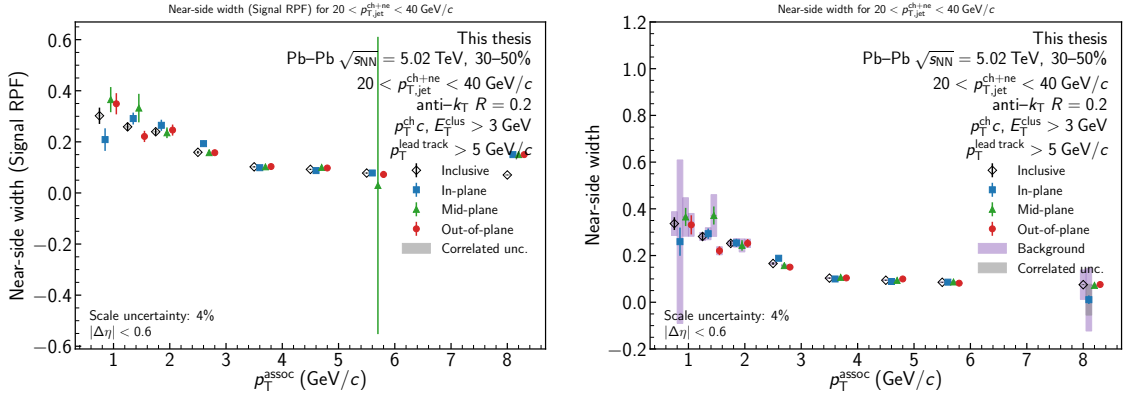 Near-side width (Signal RPF) for 20 < p_T,jet^ch+ne < 40 GeV/c
This thesis
Pb–Pb √s_NN = 5.02 TeV, 30–50%
20 < p_T,jet^ch+ne < 40 GeV/c
anti–k_T R = 0.2
p_T^ch c, E_T^clus > 3 GeV
p_T^lead track > 5 GeV/c
Inclusive
In-plane
Mid-plane
Out-of-plane
Correlated unc.
Scale uncertainty: 4%
|Δη| < 0.6
Near-side width (Signal RPF)
0.6
0.4
0.2
0.0
−0.2
−0.4
−0.6
1 2 3 4 5 6 7 8
p_T^assoc (GeV/c)
Near-side width for 20 < p_T,jet^ch+ne < 40 GeV/c
This thesis
Pb–Pb √s_NN = 5.02 TeV, 30–50%
20 < p_T,jet^ch+ne < 40 GeV/c
anti–k_T R = 0.2
p_T^ch c, E_T^clus > 3 GeV
p_T^lead track > 5 GeV/c
Inclusive
In-plane
Mid-plane
Out-of-plane
Background
Correlated unc.
Scale uncertainty: 4%
|Δη| < 0.6
Near-side width
1.2
1.0
0.8
0.6
0.4
0.2
0.0
−0.2
1 2 3 4 5 6 7 8
p_T^assoc (GeV/c)